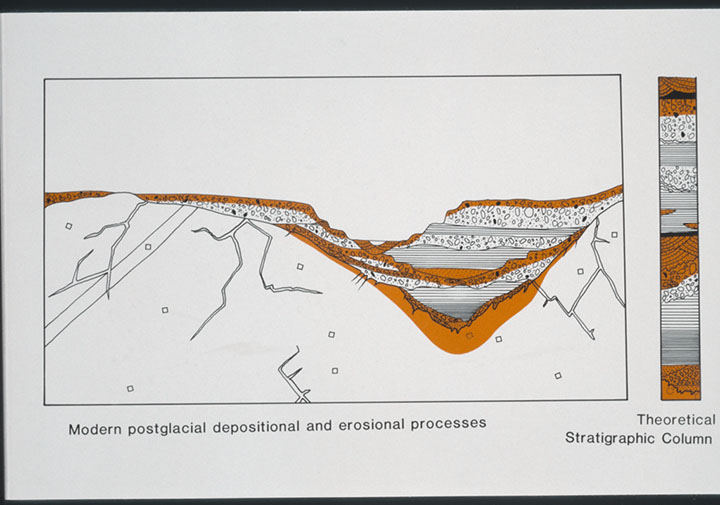 Modern postglacial depositional and erosional processes
Theoretical
Stratigraphic Column